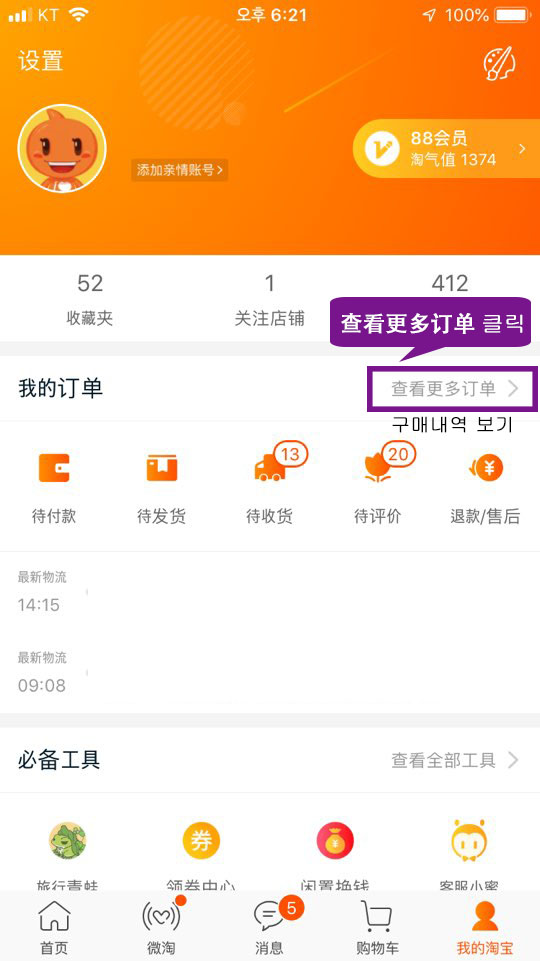 KT 오후 6:21 100%
设置
88会员
淘气值 1374
添加亲情账号
52 1 412
收藏夹 关注店铺
查看更多订单 클릭
我的订单 查看更多订单
구매내역 보기
13 20
待付款 待发货 待收货 待评价 退款/售后
最新物流
14:15
最新物流
09:08
必备工具 查看全部工具
券
旅行青蛙 领券中心 闲置换钱 客服小蜜
5
首页 微淘 消息 购物车 我的淘宝